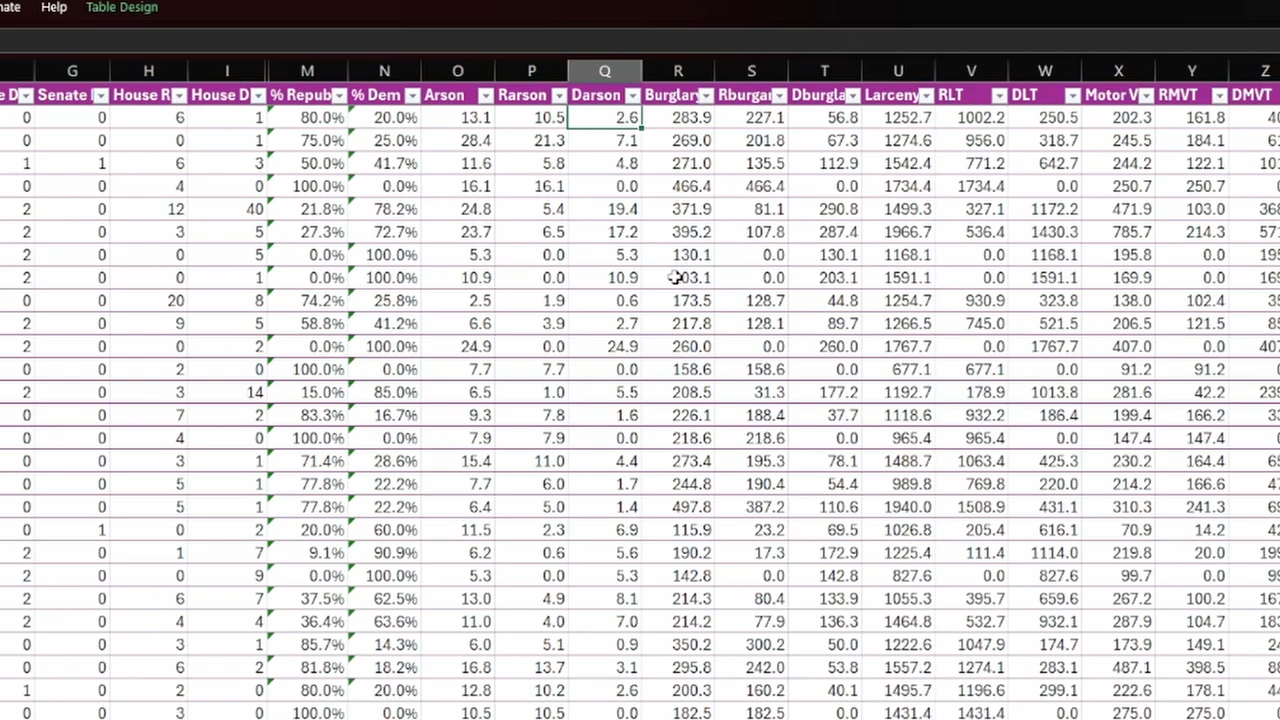 nate Help Table Design
G H I M N O P Q R S T U V W X Y Z
e D Senate House R House D % Repub % Dem Arson Rarson Darson Burglary Rburgar Dburgla Larceny RLT DLT Motor V RMVT DMVT
0 0 6 1 80.0% 20.0% 13.1 10.5 2.6 283.9 227.1 56.8 1252.7 1002.2 250.5 202.3 161.8 40
0 0 1 75.0% 25.0% 28.4 21.3 7.1 269.0 201.8 67.3 1274.6 956.0 318.7 245.5 184.1 61
1 1 6 3 50.0% 41.7% 11.6 5.8 4.8 271.0 135.5 112.9 1542.4 771.2 642.7 244.2 122.1 101
0 0 4 0 100.0% 0.0% 16.1 16.1 0.0 466.4 466.4 0.0 1734.4 1734.4 0.0 250.7 250.7 0
2 0 12 40 21.8% 78.2% 24.8 5.4 19.4 371.9 81.1 290.8 1499.3 327.1 1172.2 471.9 103.0 368
2 0 3 5 27.3% 72.7% 23.7 6.5 17.2 395.2 107.8 287.4 1966.7 536.4 1430.3 785.7 214.3 571
2 0 0 5 0.0% 100.0% 5.3 0.0 5.3 130.1 0.0 130.1 1168.1 0.0 1168.1 195.8 0.0 195
2 0 0 1 0.0% 100.0% 10.9 0.0 10.9 03.1 0.0 203.1 1591.1 0.0 1591.1 169.9 0.0 169
0 0 20 8 74.2% 25.8% 2.5 1.9 0.6 173.5 128.7 44.8 1254.7 930.9 323.8 138.0 102.4 35
2 0 9 5 58.8% 41.2% 6.6 3.9 2.7 217.8 128.1 89.7 1266.5 745.0 521.5 206.5 121.5 85
2 0 0 2 0.0% 100.0% 24.9 0.0 24.9 260.0 0.0 260.0 1767.7 0.0 1767.7 407.0 0.0 407
0 0 2 0 100.0% 0.0% 7.7 7.7 0.0 158.6 158.6 0.0 677.1 677.1 0.0 91.2 91.2 0
2 0 3 14 15.0% 85.0% 6.5 1.0 5.5 208.5 31.3 177.2 1192.7 178.9 1013.8 281.6 42.2 239
0 0 7 2 83.3% 16.7% 9.3 7.8 1.6 226.1 188.4 37.7 1118.6 932.2 186.4 199.4 166.2 33
0 0 4 0 100.0% 0.0% 7.9 7.9 0.0 218.6 218.6 0.0 965.4 965.4 0.0 147.4 147.4 0
0 0 3 1 71.4% 28.6% 15.4 11.0 4.4 273.4 195.3 78.1 1488.7 1063.4 425.3 230.2 164.4 65
0 0 5 1 77.8% 22.2% 7.7 6.0 1.7 244.8 190.4 54.4 989.8 769.8 220.0 214.2 166.6 47
0 0 5 1 77.8% 22.2% 6.4 5.0 1.4 497.8 387.2 110.6 1940.0 1508.9 431.1 310.3 241.3 69
0 1 0 2 20.0% 60.0% 11.5 2.3 6.9 115.9 23.2 69.5 1026.8 205.4 616.1 70.9 14.2 42
2 0 1 7 9.1% 90.9% 6.2 0.6 5.6 190.2 17.3 172.9 1225.4 111.4 1114.0 219.8 20.0 199
2 0 0 9 0.0% 100.0% 5.3 0.0 5.3 142.8 0.0 142.8 827.6 0.0 827.6 99.7 0.0 99
2 0 6 7 37.5% 62.5% 13.0 4.9 8.1 214.3 80.4 133.9 1055.3 395.7 659.6 267.2 100.2 167
2 0 4 4 36.4% 63.6% 11.0 4.0 7.0 214.2 77.9 136.3 1464.8 532.7 932.1 287.9 104.7 183
0 0 3 1 85.7% 14.3% 6.0 5.1 0.9 350.2 300.2 50.0 1222.6 1047.9 174.7 173.9 149.1 24
0 0 6 2 81.8% 18.2% 16.8 13.7 3.1 295.8 242.0 53.8 1557.2 1274.1 283.1 487.1 398.5 88
1 0 2 0 80.0% 20.0% 12.8 10.2 2.6 200.3 160.2 40.1 1495.7 1196.6 299.1 222.6 178.1 44
0 0 3 0 100.0% 0.0% 10.5 10.5 0.0 182.5 182.5 0.0 1431.4 1431.4 0.0 275.0 275.0 0